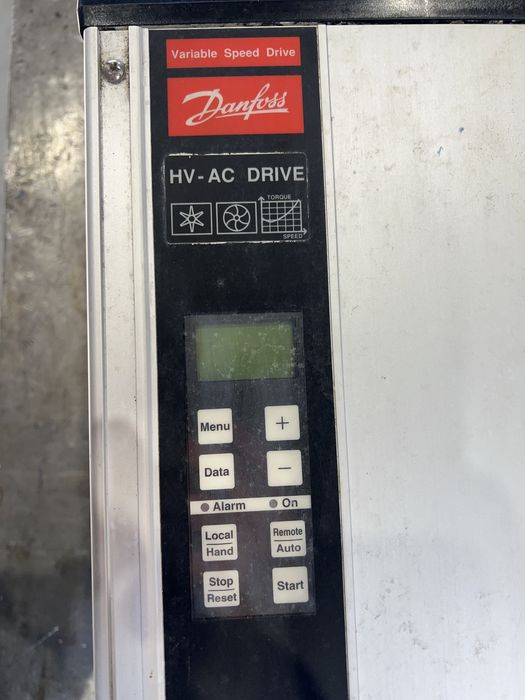 Variable Speed Drive
Danfoss
HV-AC DRIVE
TORQUE
SPEED
Menu
+
Data
−
Alarm
On
Local
Hand
Remote
Auto
Stop
Reset
Start